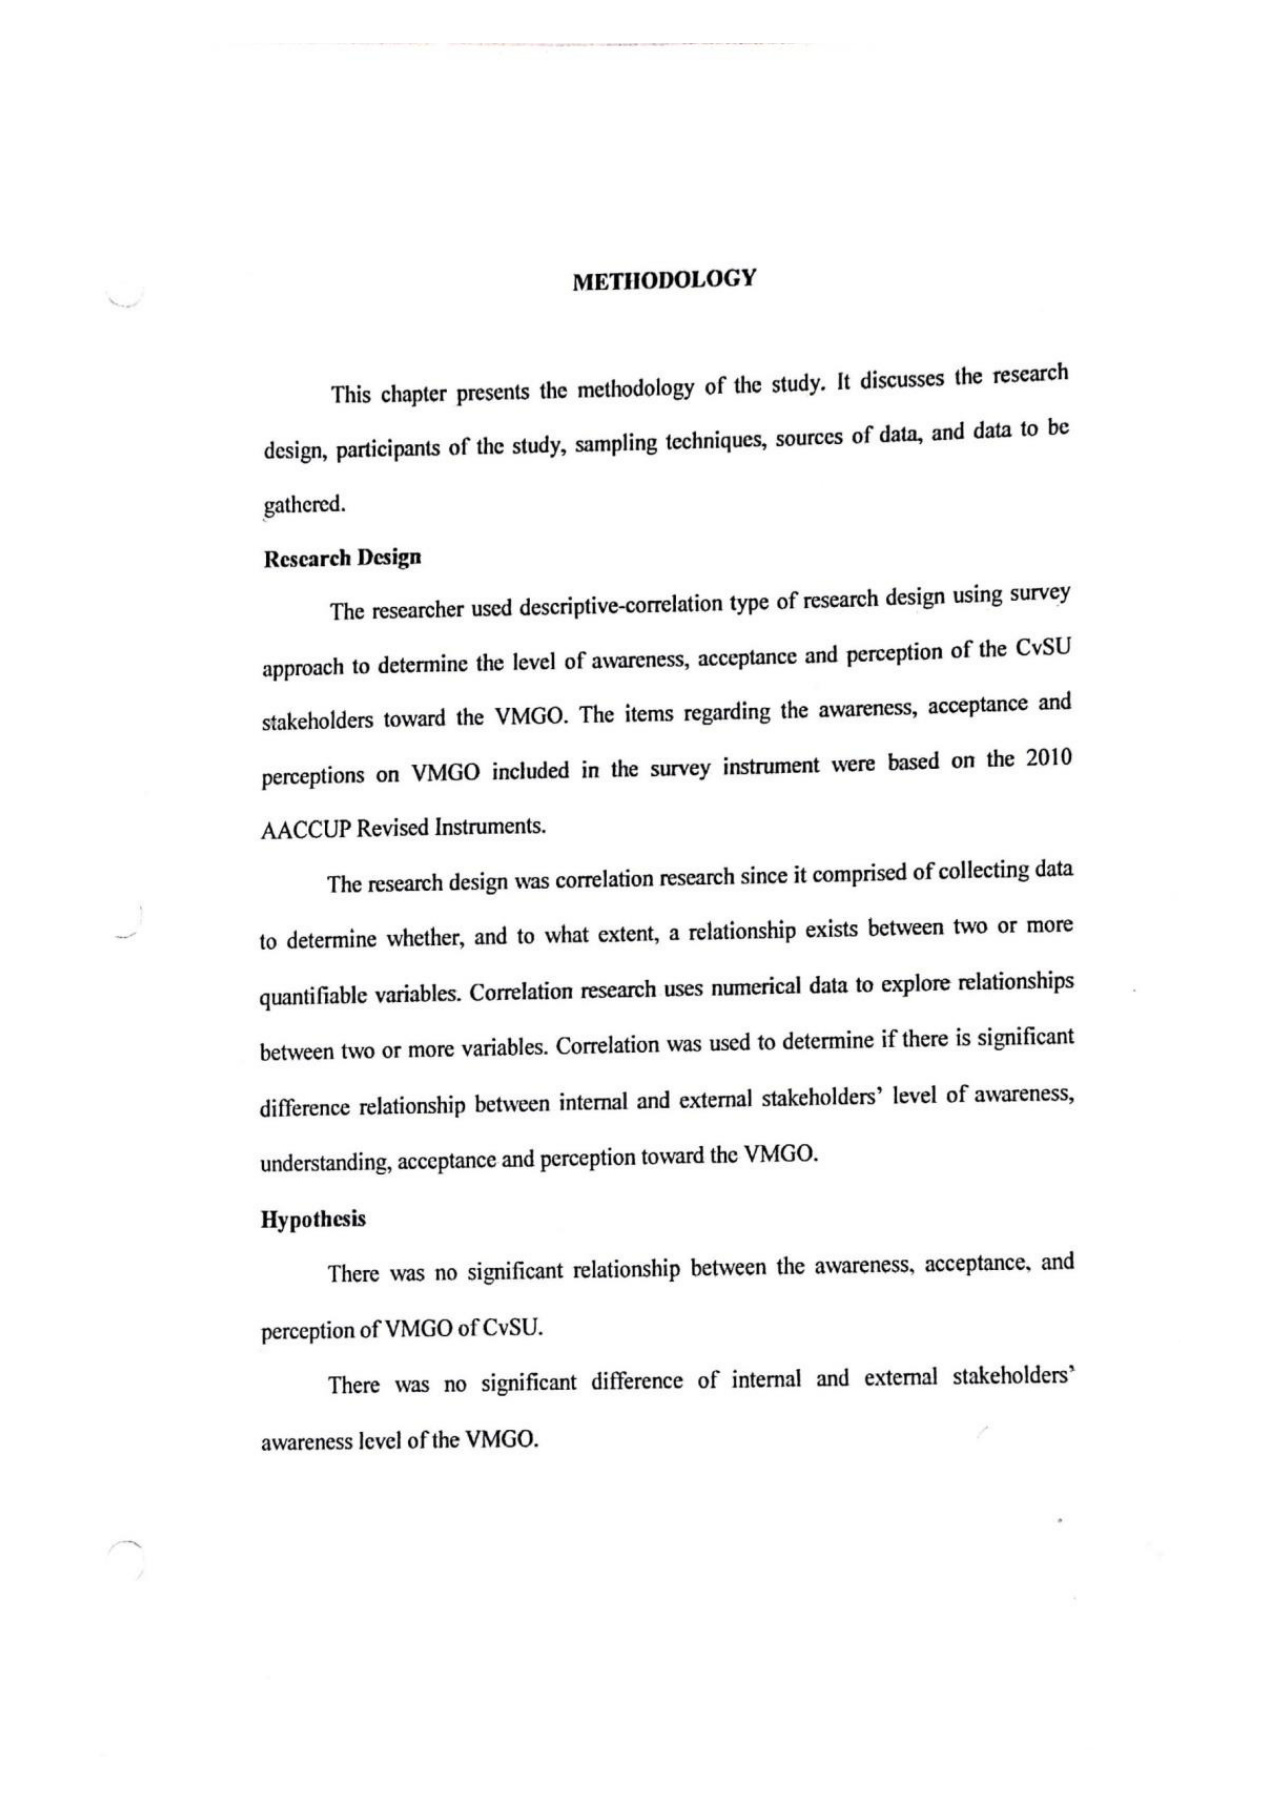 METHODOLOGY
This chapter presents the methodology of the study. It discusses the research
design, participants of the study, sampling techniques, sources of data, and data to be
gathered.
Research Design
The researcher used descriptive-correlation type of research design using survey
approach to determine the level of awareness, acceptance and perception of the CvSU
stakeholders toward the VMGO. The items regarding the awareness, acceptance and
perceptions on VMGO included in the survey instrument were based on the 2010
AACCUP Revised Instruments.
The research design was correlation research since it comprised of collecting data
to determine whether, and to what extent, a relationship exists between two or more
quantifiable variables. Correlation research uses numerical data to explore relationships
between two or more variables. Correlation was used to determine if there is significant
difference relationship between internal and external stakeholders’ level of awareness,
understanding, acceptance and perception toward the VMGO.
Hypothesis
There was no significant relationship between the awareness, acceptance, and
perception of VMGO of CvSU.
There was no significant difference of internal and external stakeholders’
awareness level of the VMGO.